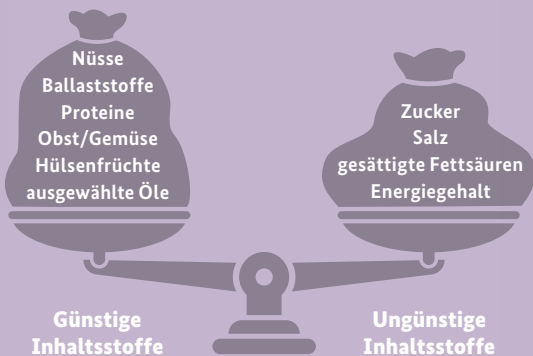 Nüsse
Ballaststoffe
Proteine
Obst/Gemüse
Hülsenfrüchte
ausgewählte Öle
Zucker
Salz
gesättigte Fettsäuren
Energiegehalt
Günstige
Inhaltsstoffe
Ungünstige
Inhaltsstoffe